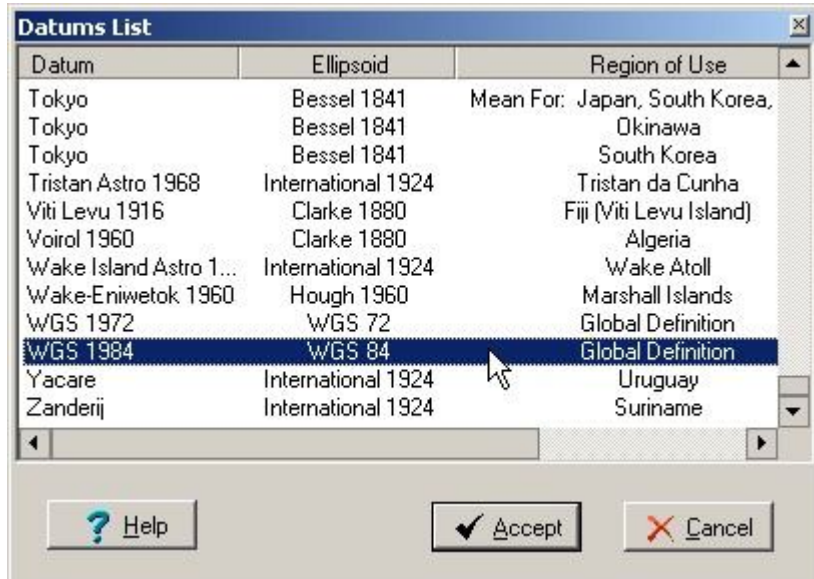 Datums List
Datum Ellipsoid Region of Use
Tokyo Bessel 1841 Mean For: Japan, South Korea,
Tokyo Bessel 1841 Okinawa
Tokyo Bessel 1841 South Korea
Tristan Astro 1968 International 1924 Tristan da Cunha
Viti Levu 1916 Clarke 1880 Fiji (Viti Levu Island)
Voirol 1960 Clarke 1880 Algeria
Wake Island Astro 1... International 1924 Wake Atoll
Wake-Eniwetok 1960 Hough 1960 Marshall Islands
WGS 1972 WGS 72 Global Definition
WGS 1984 WGS 84 Global Definition
Yacare International 1924 Uruguay
Zanderij International 1924 Suriname
Help Accept Cancel